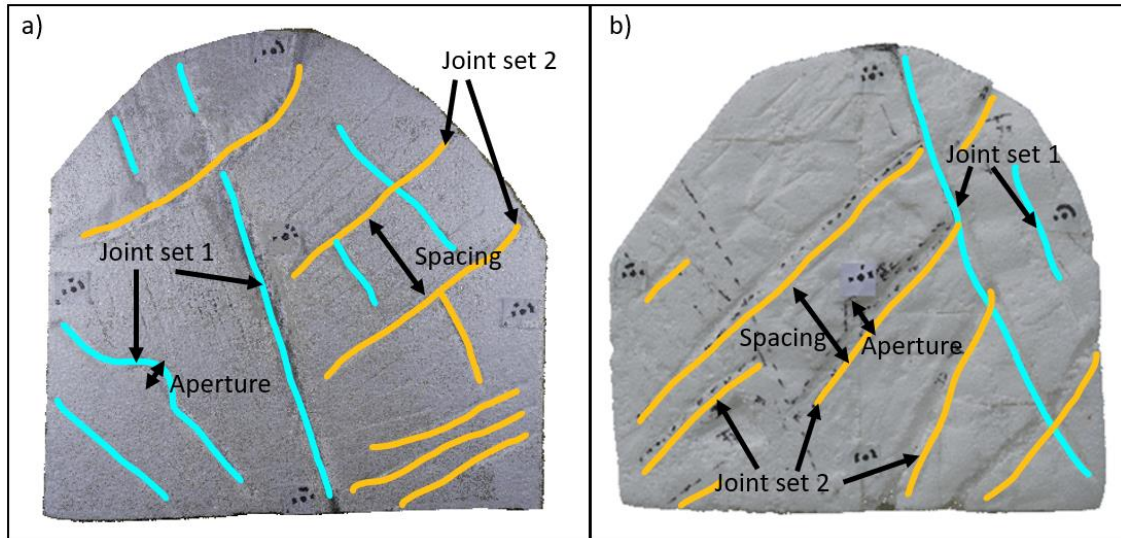 a)
Joint set 2
Joint set 1
Spacing
Aperture
b)
Joint set 1
Spacing
Aperture
Joint set 2